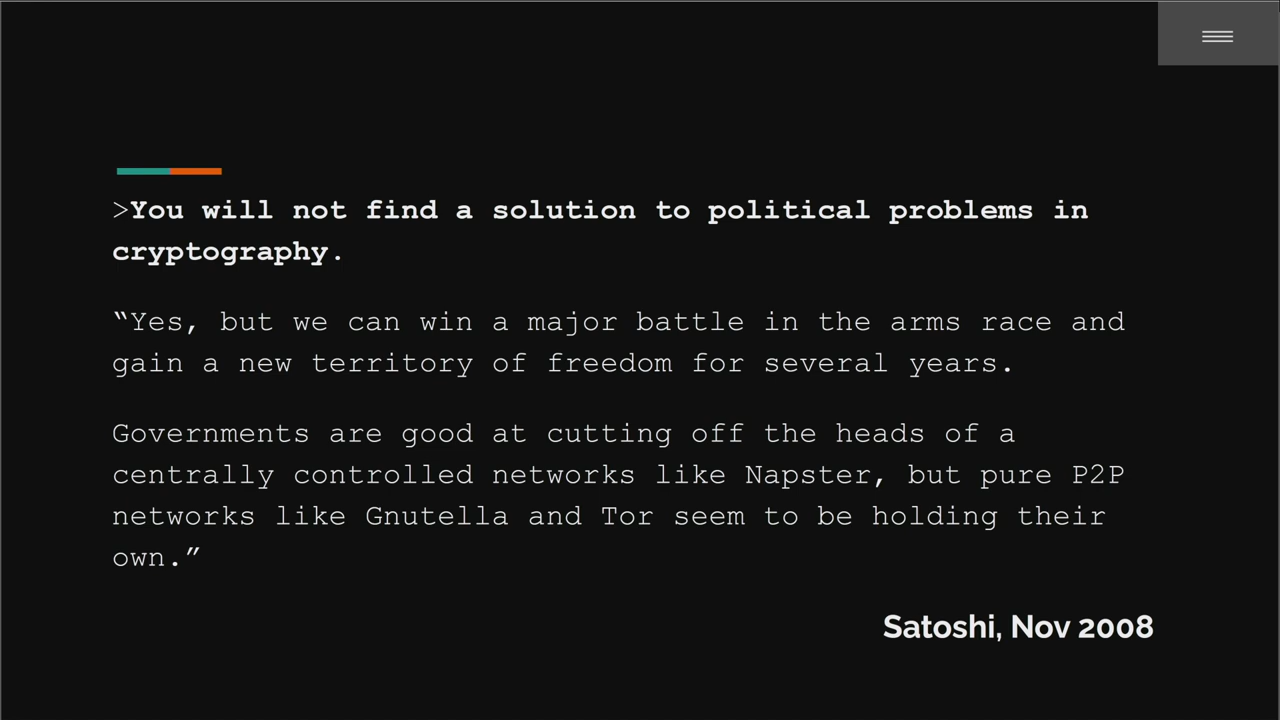 >You will not find a solution to political problems in
cryptography.
“Yes, but we can win a major battle in the arms race and
gain a new territory of freedom for several years.
Governments are good at cutting off the heads of a
centrally controlled networks like Napster, but pure P2P
networks like Gnutella and Tor seem to be holding their
own.”
Satoshi, Nov 2008